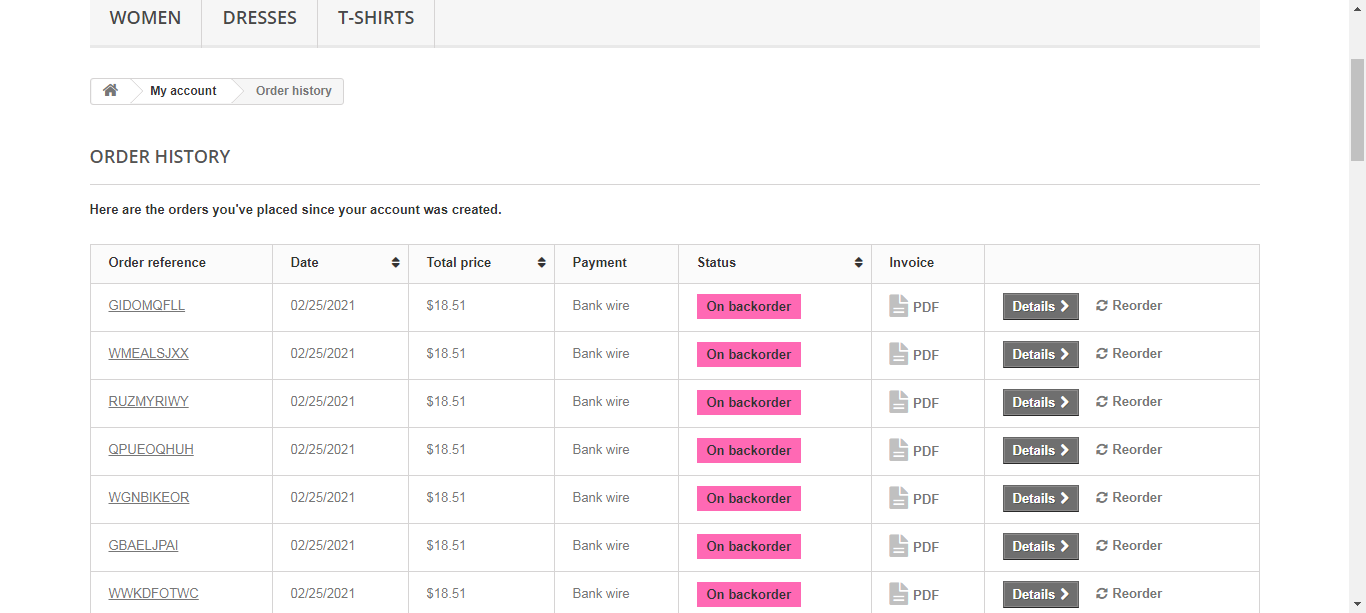 WOMEN DRESSES T-SHIRTS
My account Order history
ORDER HISTORY
Here are the orders you've placed since your account was created.
Order reference Date Total price Payment Status Invoice
GIDOMQFLL 02/25/2021 $18.51 Bank wire On backorder PDF Details Reorder
WMEALSJXX 02/25/2021 $18.51 Bank wire On backorder PDF Details Reorder
RUZMYRIWY 02/25/2021 $18.51 Bank wire On backorder PDF Details Reorder
QPUEOQHUH 02/25/2021 $18.51 Bank wire On backorder PDF Details Reorder
WGNBIKEOR 02/25/2021 $18.51 Bank wire On backorder PDF Details Reorder
GBAELJPAI 02/25/2021 $18.51 Bank wire On backorder PDF Details Reorder
WWKDFOTWC 02/25/2021 $18.51 Bank wire On backorder PDF Details Reorder